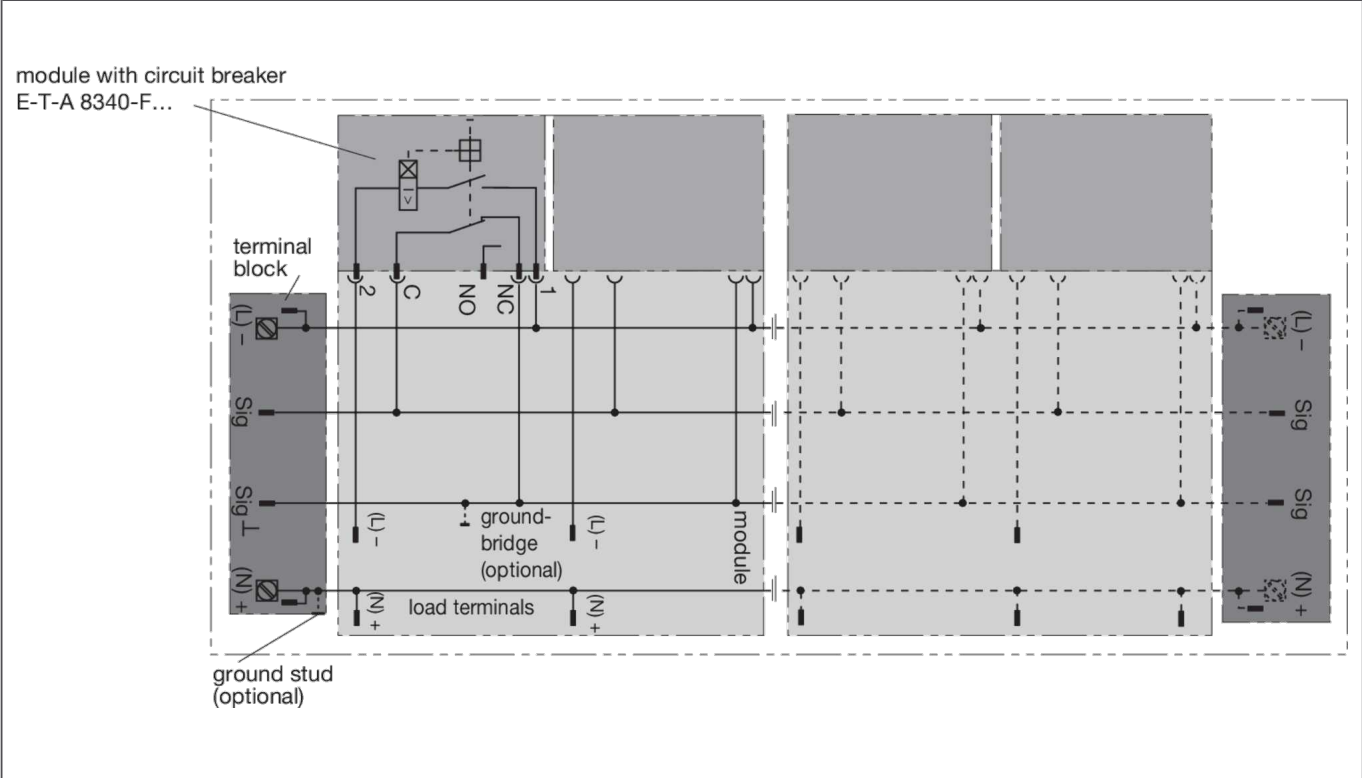 module with circuit breaker
E-T-A 8340-F…
terminal
block
2
C
NO
NC
1
(L) –
(L) –
Sig
Sig
Sig ⊥
Sig
(L) –
ground-
bridge
(optional)
(L) –
module
(N) +
(N) +
load terminals
(N) +
(N) +
ground stud
(optional)